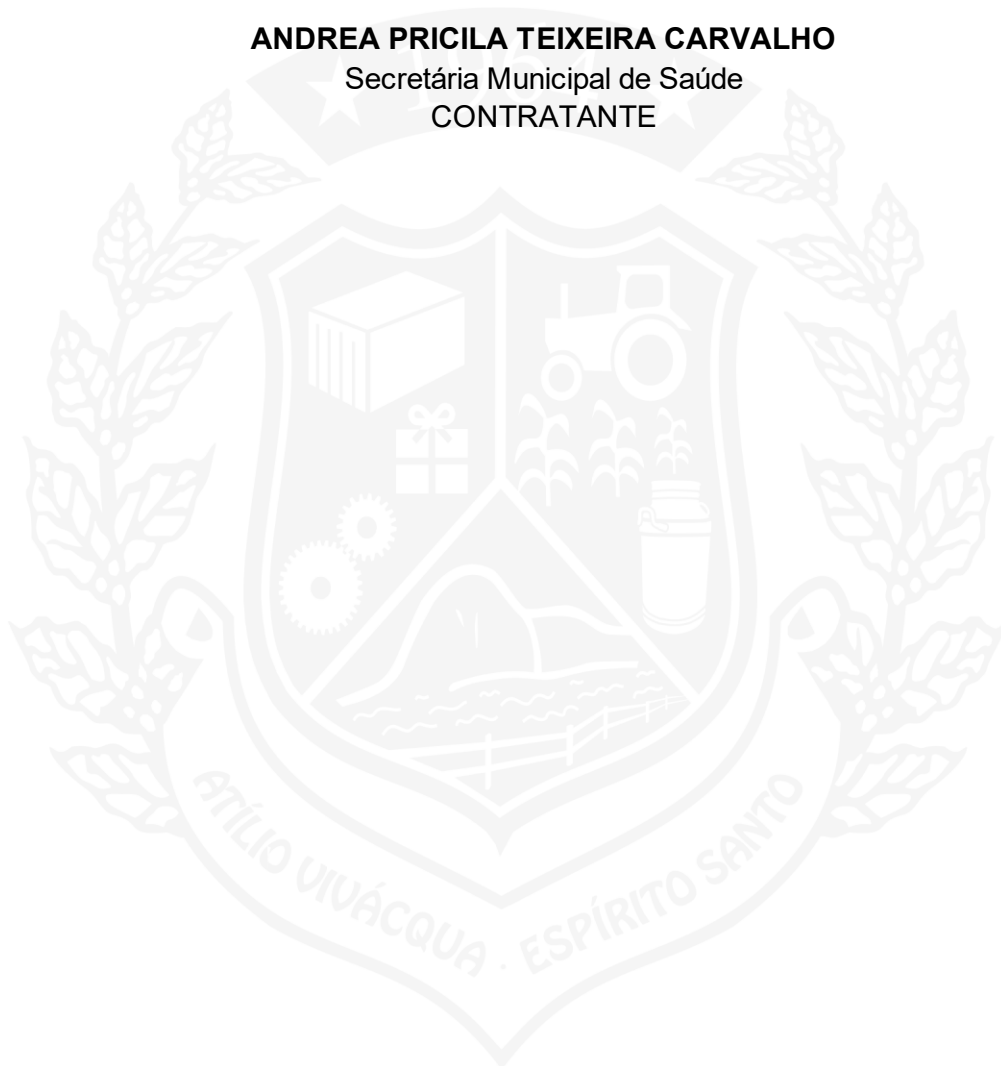 ANDREA PRICILA TEIXEIRA CARVALHO
Secretária Municipal de Saúde
CONTRATANTE
ATÍLIO VIVÁCQUA · ESPÍRITO SANTO